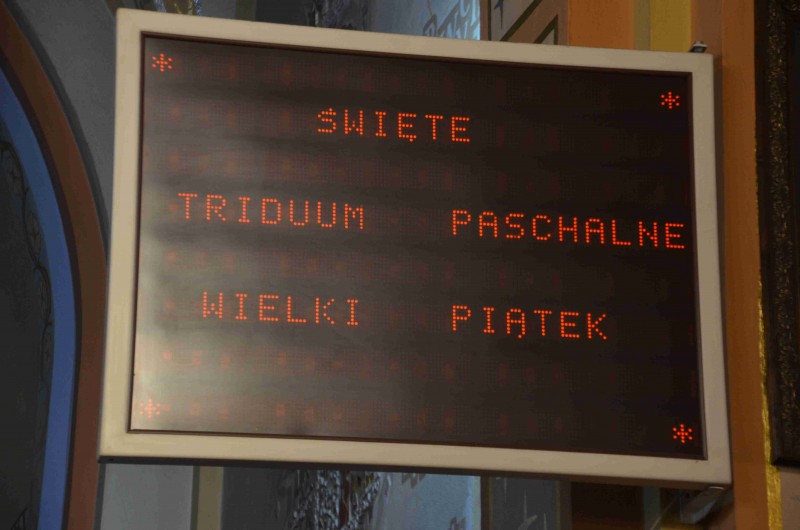 * *
ŚWIĘTE
TRIDUUM PASCHALNE
WIELKI PIĄTEK
* *